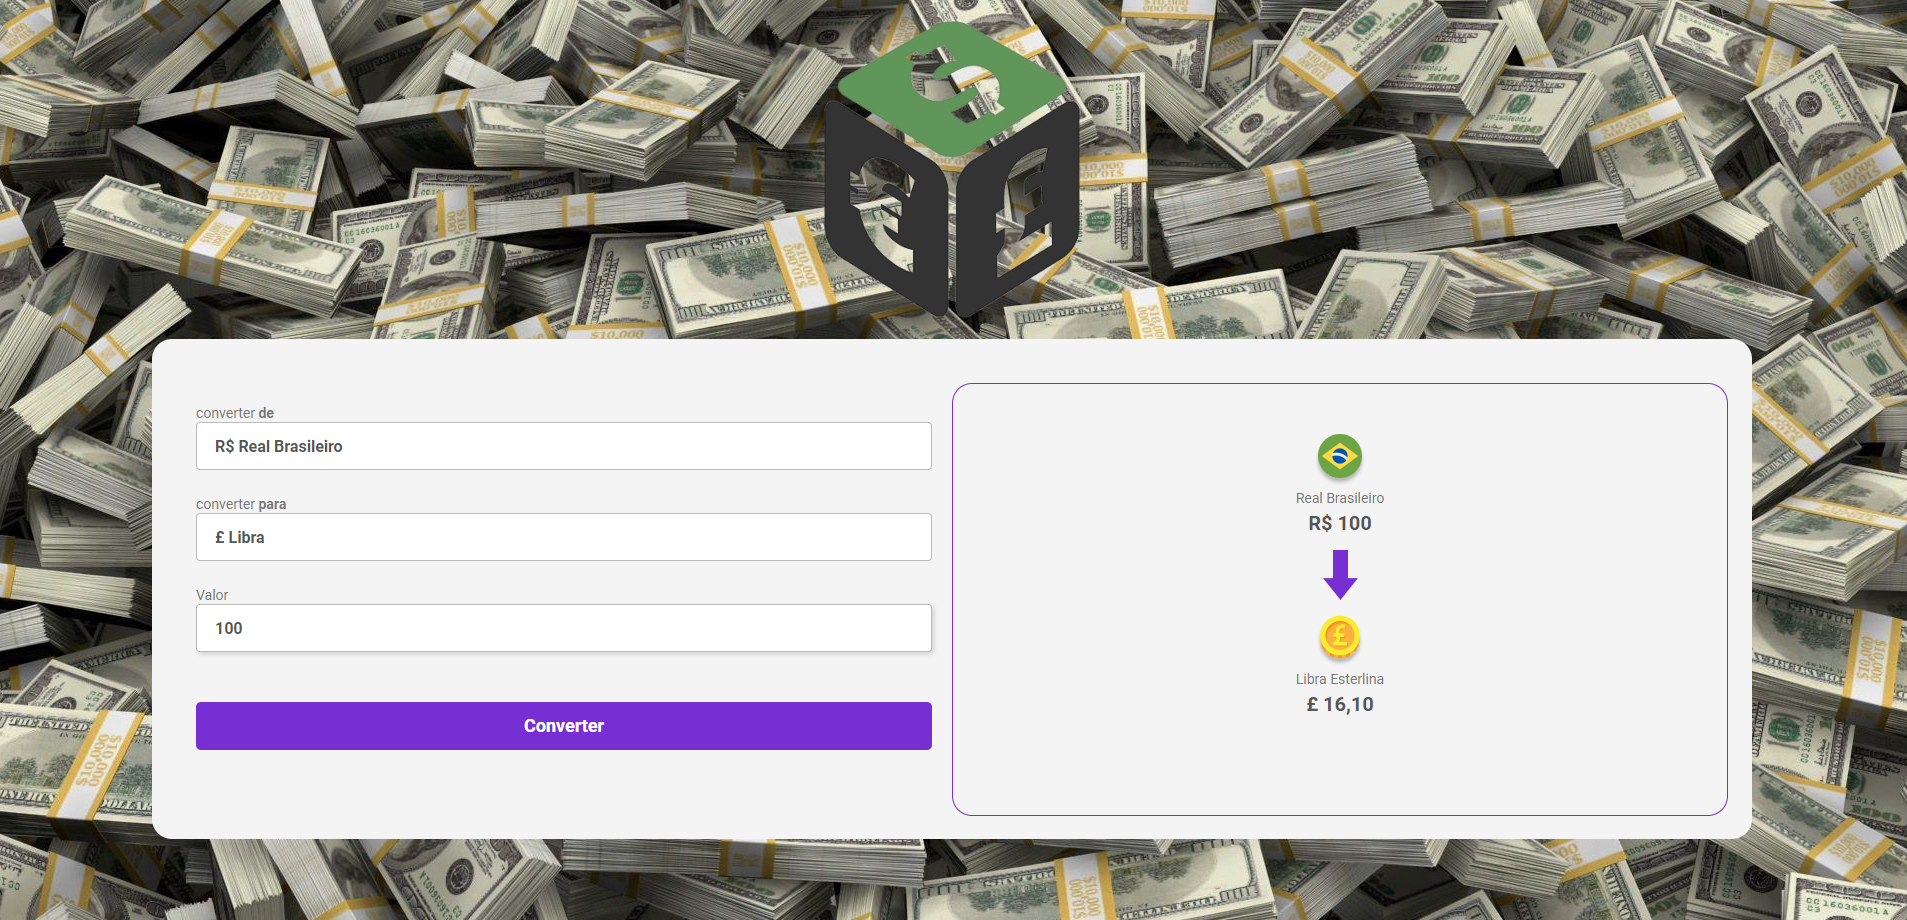 converter de
R$ Real Brasileiro
converter para
£ Libra
Valor
100
Converter
Real Brasileiro
R$ 100
£
Libra Esterlina
£ 16,10